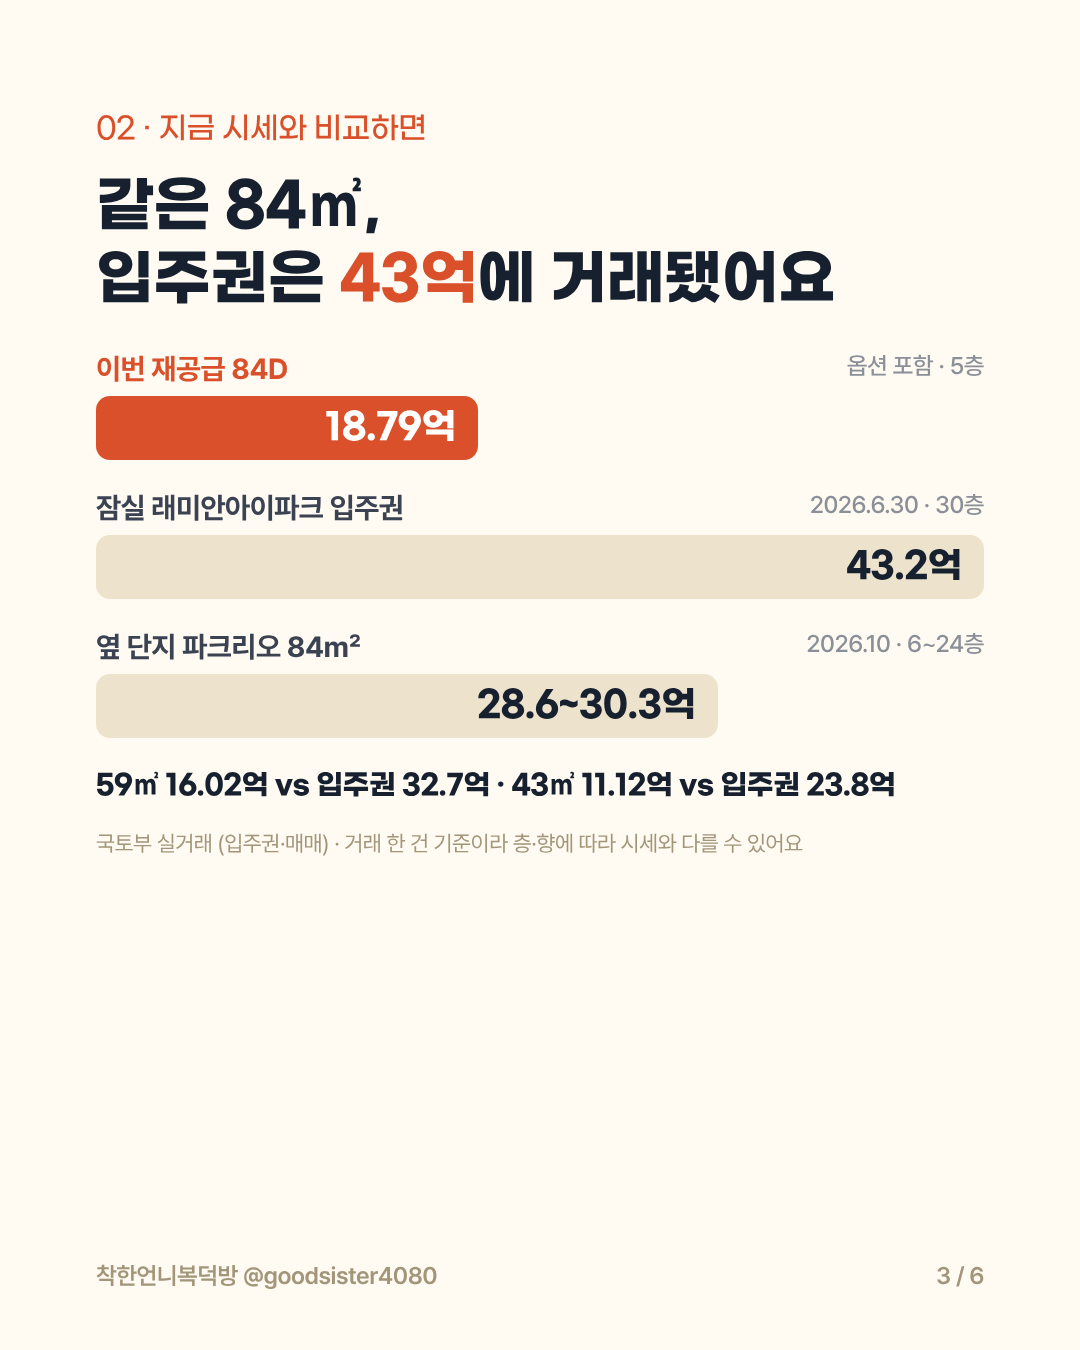 02 · 지금 시세와 비교하면
같은 84㎡,
입주권은 43억에 거래됐어요
이번 재공급 84D
옵션 포함 · 5층
18.79억
잠실 래미안아이파크 입주권
2026.6.30 · 30층
43.2억
옆 단지 파크리오 84m²
2026.10 · 6~24층
28.6~30.3억
59㎡ 16.02억 vs 입주권 32.7억 · 43㎡ 11.12억 vs 입주권 23.8억
국토부 실거래 (입주권·매매) · 거래 한 건 기준이라 층·향에 따라 시세와 다를 수 있어요
착한언니복덕방 @goodsister4080
3 / 6